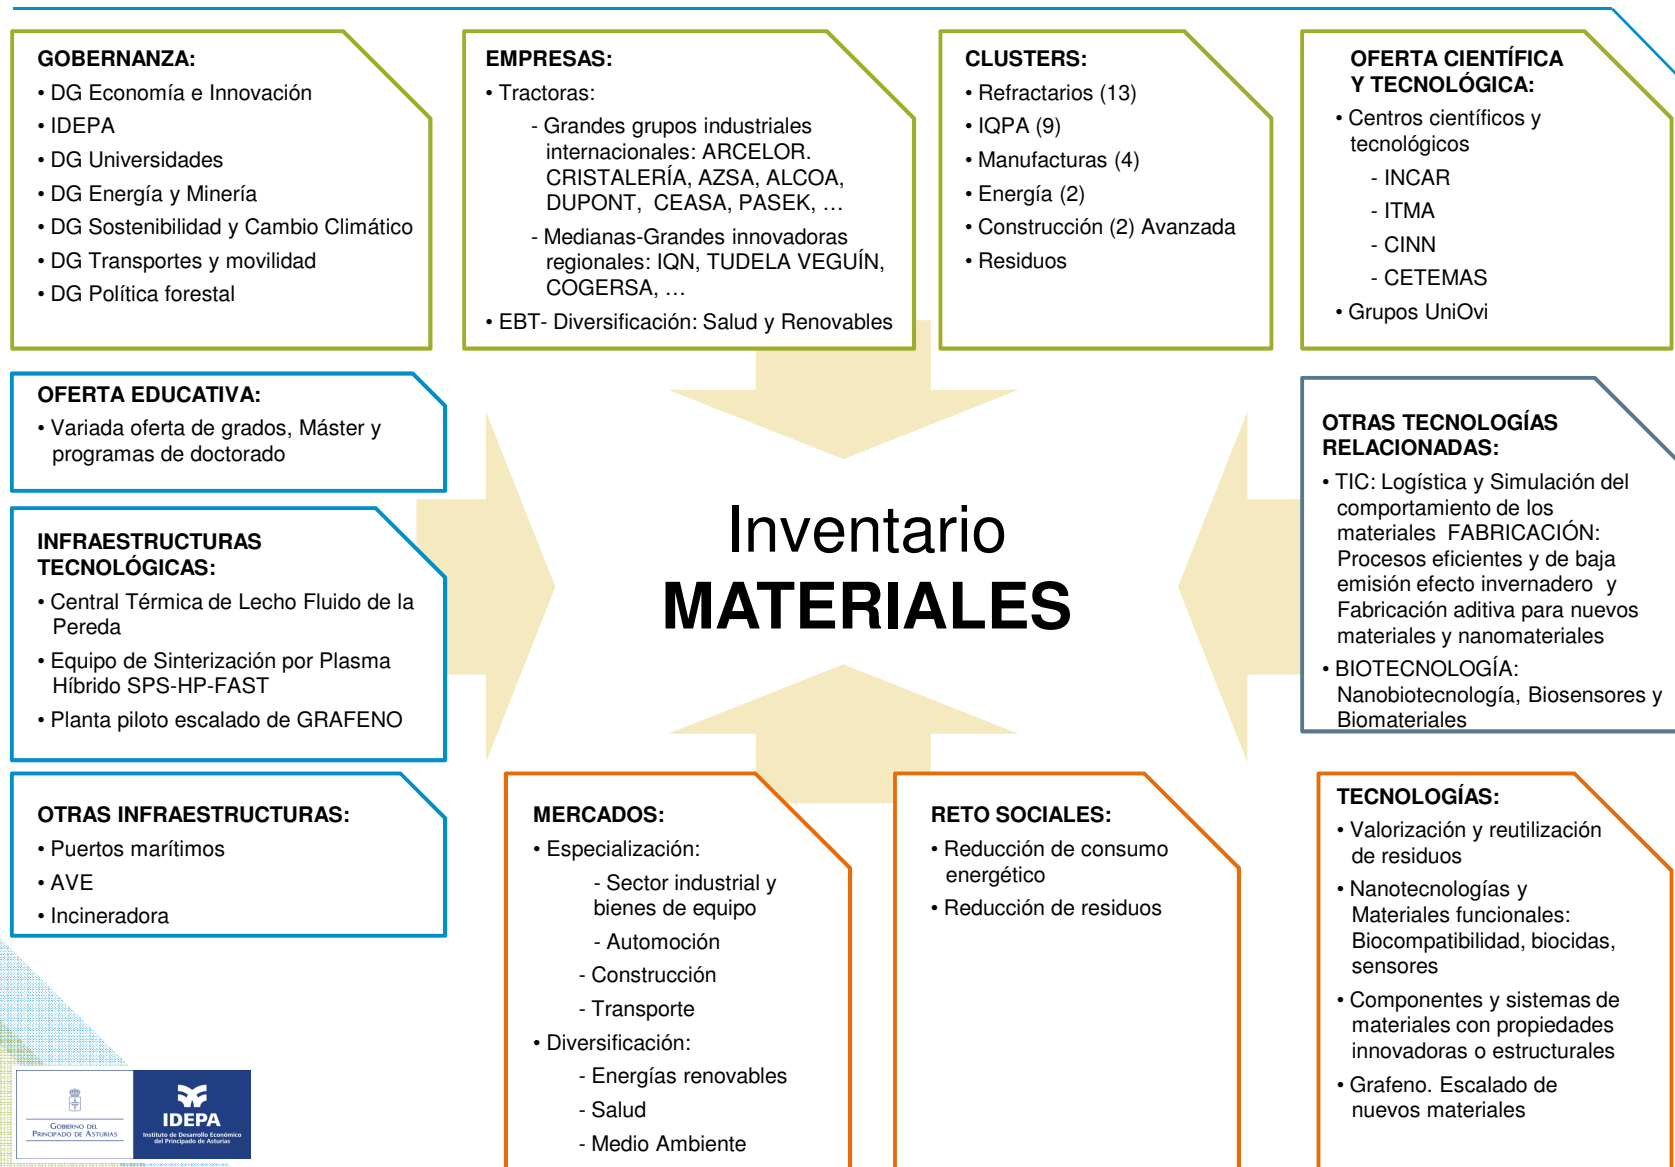 GOBERNANZA:
• DG Economía e Innovación
• IDEPA
• DG Universidades
• DG Energía y Minería
• DG Sostenibilidad y Cambio Climático
• DG Transportes y movilidad
• DG Política forestal
EMPRESAS:
• Tractoras:
- Grandes grupos industriales
internacionales: ARCELOR.
CRISTALERÍA, AZSA, ALCOA,
DUPONT, CEASA, PASEK, …
- Medianas-Grandes innovadoras
regionales: IQN, TUDELA VEGUÍN,
COGERSA, …
• EBT- Diversificación: Salud y Renovables
CLUSTERS:
• Refractarios (13)
• IQPA (9)
• Manufacturas (4)
• Energía (2)
• Construcción (2) Avanzada
• Residuos
OFERTA CIENTÍFICA
Y TECNOLÓGICA:
• Centros científicos y
tecnológicos
- INCAR
- ITMA
- CINN
- CETEMAS
• Grupos UniOvi
OFERTA EDUCATIVA:
• Variada oferta de grados, Máster y
programas de doctorado
INFRAESTRUCTURAS
TECNOLÓGICAS:
• Central Térmica de Lecho Fluido de la
Pereda
• Equipo de Sinterización por Plasma
Híbrido SPS-HP-FAST
• Planta piloto escalado de GRAFENO
Inventario
MATERIALES
OTRAS TECNOLOGÍAS
RELACIONADAS:
• TIC: Logística y Simulación del
comportamiento de los
materiales FABRICACIÓN:
Procesos eficientes y de baja
emisión efecto invernadero y
Fabricación aditiva para nuevos
materiales y nanomateriales
• BIOTECNOLOGÍA:
Nanobiotecnología, Biosensores y
Biomateriales
OTRAS INFRAESTRUCTURAS:
• Puertos marítimos
• AVE
• Incineradora
MERCADOS:
• Especialización:
- Sector industrial y
bienes de equipo
- Automoción
- Construcción
- Transporte
• Diversificación:
- Energías renovables
- Salud
- Medio Ambiente
RETO SOCIALES:
• Reducción de consumo
energético
• Reducción de residuos
TECNOLOGÍAS:
• Valorización y reutilización
de residuos
• Nanotecnologías y
Materiales funcionales:
Biocompatibilidad, biocidas,
sensores
• Componentes y sistemas de
materiales con propiedades
innovadoras o estructurales
• Grafeno. Escalado de
nuevos materiales
GOBIERNO DEL
PRINCIPADO DE ASTURIAS
IDEPA
Instituto de Desarrollo Económico
del Principado de Asturias